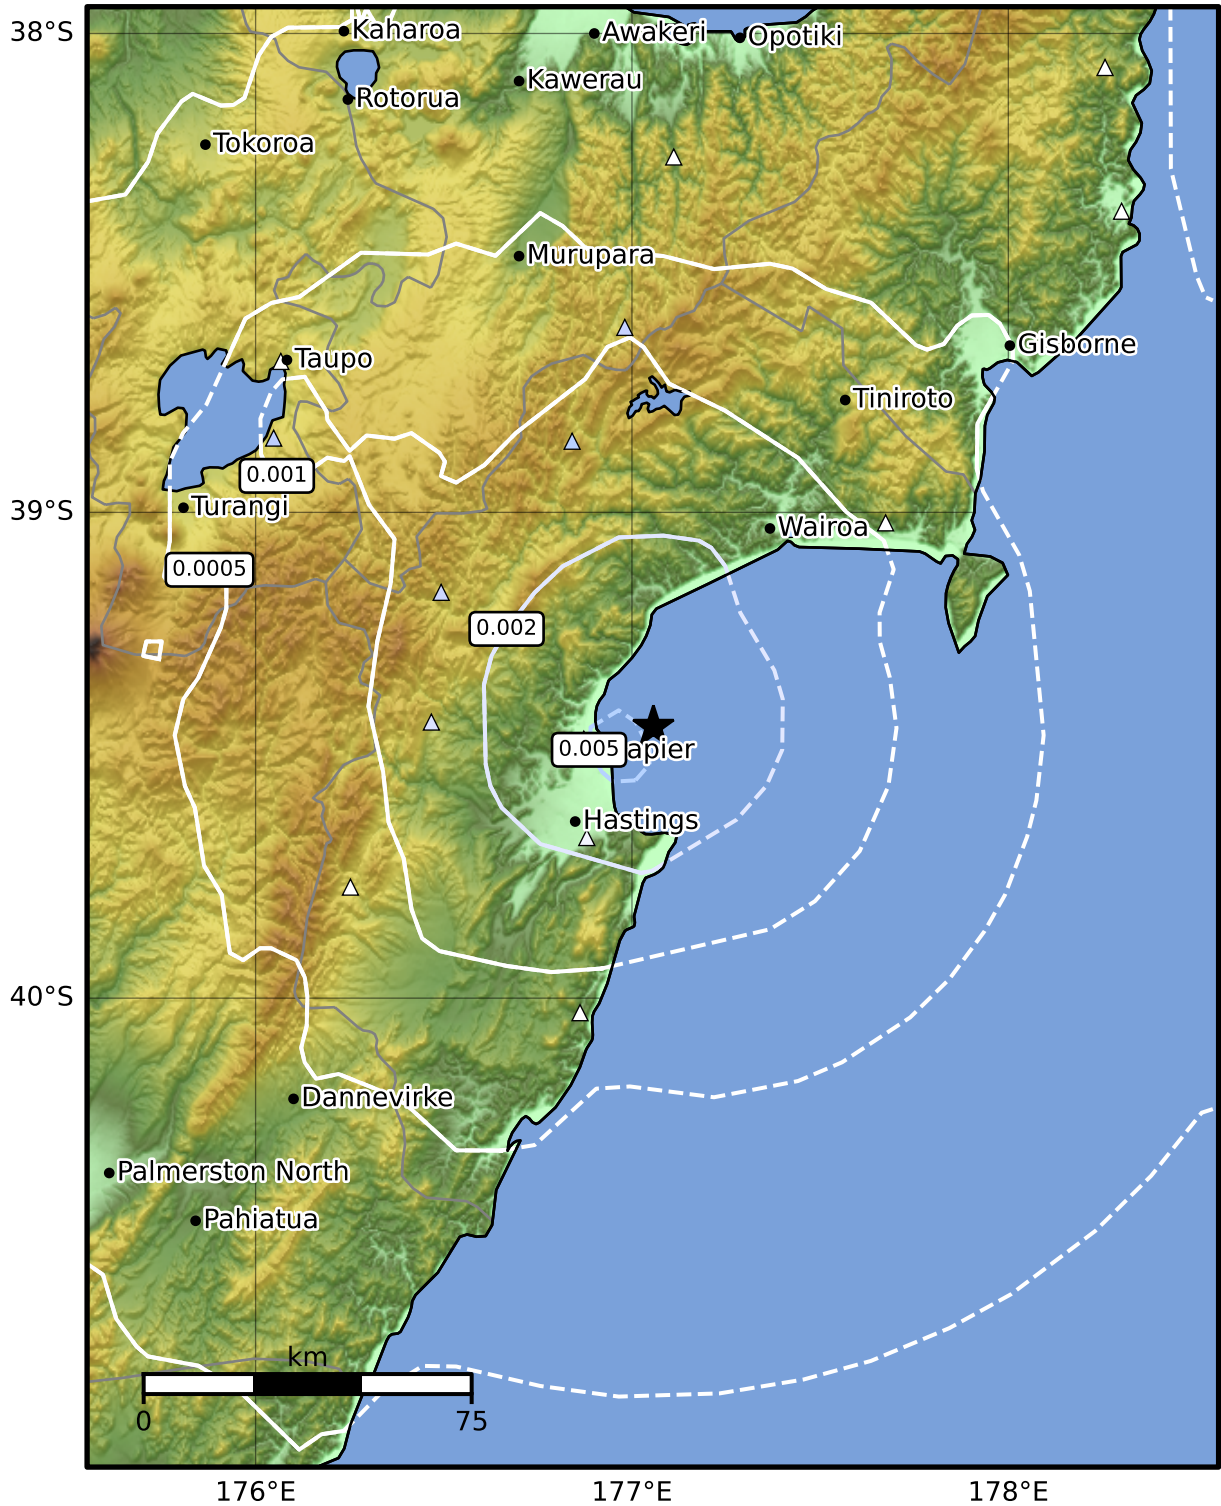 38°S
Kaharoa
Awakeri
Opotiki
Kawerau
Rotorua
Tokoroa
Murupara
Gisborne
Taupo
Tiniroto
0.001
Turangi
39°S
Wairoa
0.0005
0.002
0.005
apier
Hastings
40°S
Dannevirke
Palmerston North
Pahiatua
km
0
75
176°E
177°E
178°E